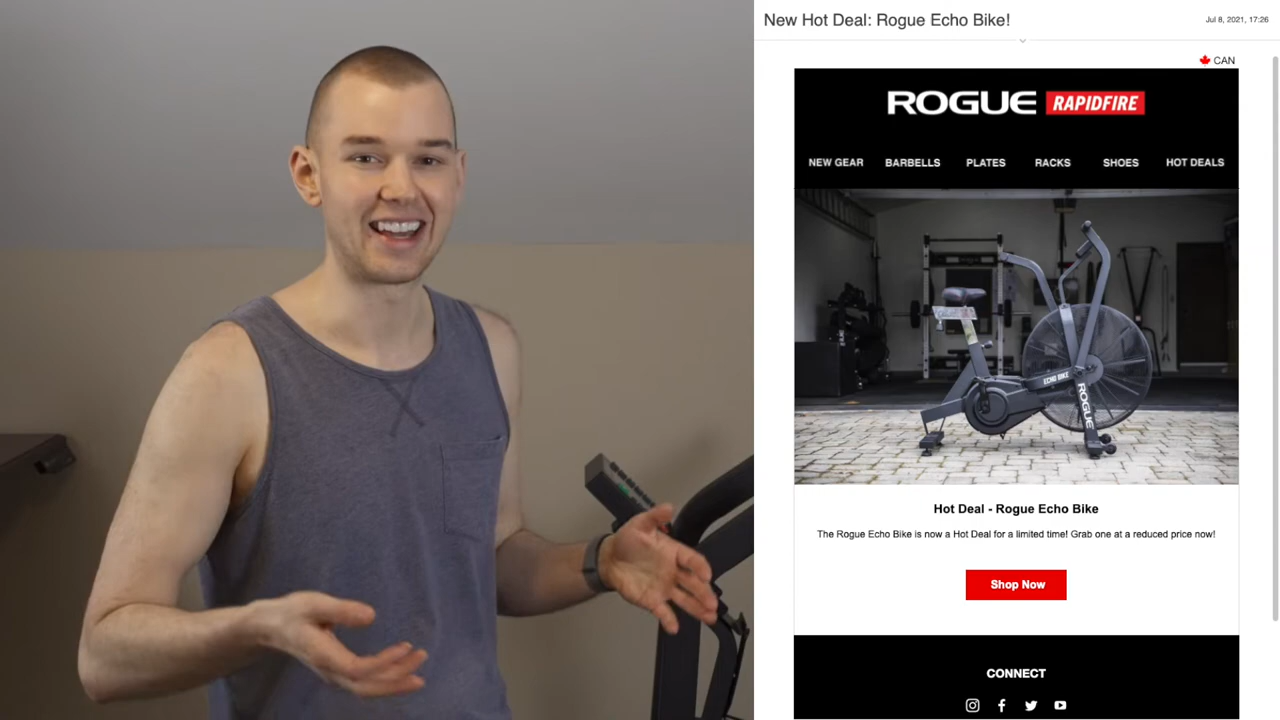 New Hot Deal: Rogue Echo Bike!
Jul 8, 2021, 17:26
CAN
ROGUE RAPIDFIRE
NEW GEAR BARBELLS PLATES RACKS SHOES HOT DEALS
ECHO BIKE
ROGUE
Hot Deal - Rogue Echo Bike
The Rogue Echo Bike is now a Hot Deal for a limited time! Grab one at a reduced price now!
Shop Now
CONNECT